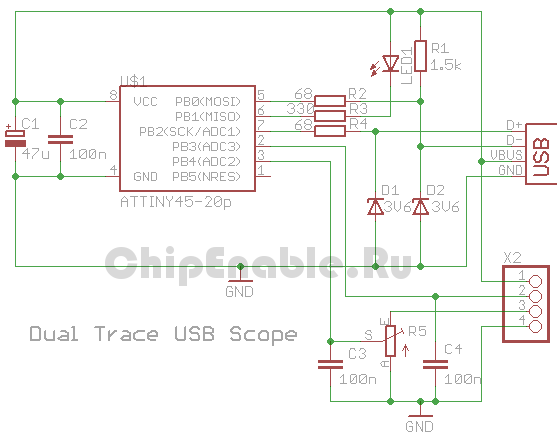 U$1
8 VCC PB0(MOSI) 5
PB1(MISO) 6
PB2(SCK/ADC1) 7
PB3(ADC3) 2
PB4(ADC2) 3
4 GND PB5(NRES) 1
ATTINY45-20p
+ C1
47u
C2
100n
68 R2
330 R3
68 R4
LED1
R1
1.5k
D+
D-
VBUS
GND
USB
D1
3V6
D2
3V6
ChipEnable.Ru
GND
X2
1
2
3
4
Dual Trace USB Scope
E
S
R5
A
C3
100n
C4
100n
GND